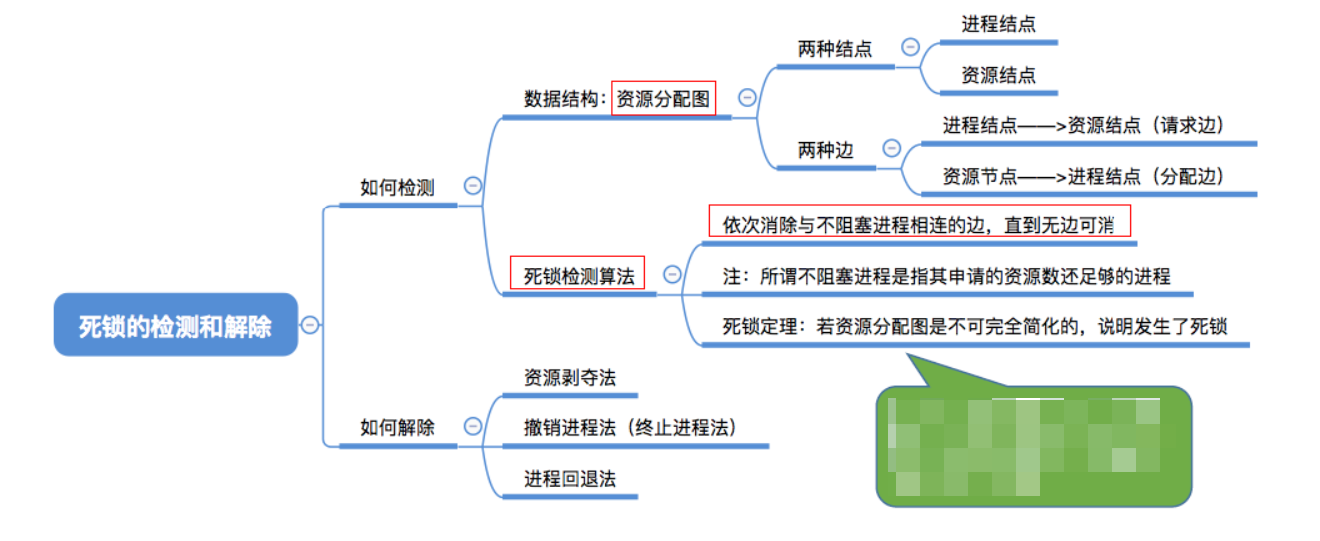 死锁的检测和解除
如何检测
数据结构：资源分配图
两种结点
进程结点
资源结点
两种边
进程结点——>资源结点（请求边）
资源节点——>进程结点（分配边）
死锁检测算法
依次消除与不阻塞进程相连的边，直到无边可消
注：所谓不阻塞进程是指其申请的资源数还足够的进程
死锁定理：若资源分配图是不可完全简化的，说明发生了死锁
如何解除
资源剥夺法
撤销进程法（终止进程法）
进程回退法